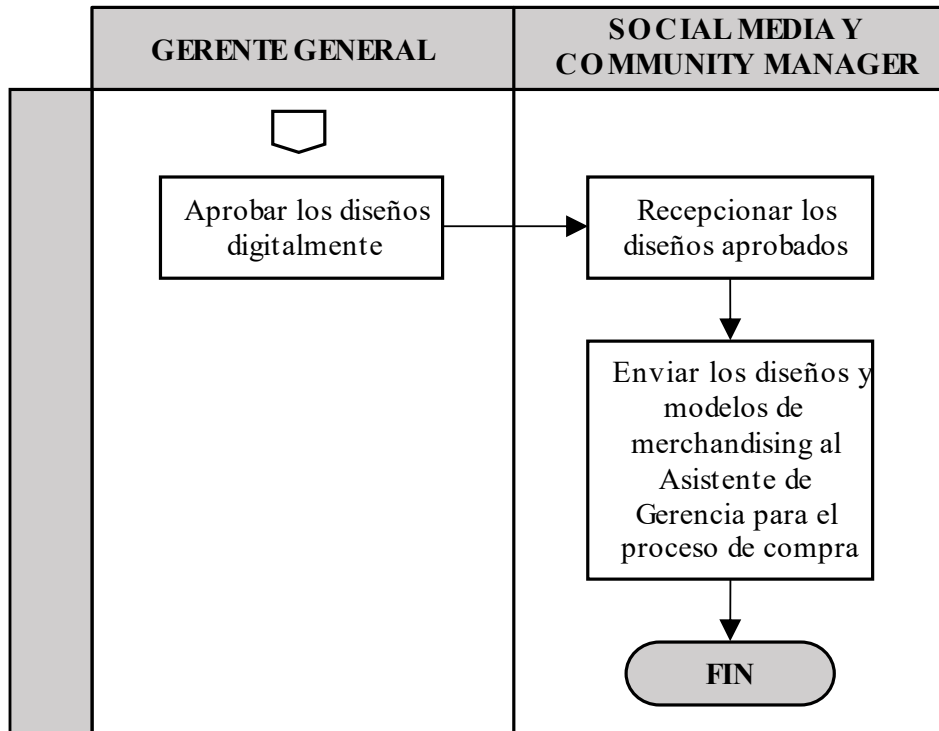 GERENTE GENERAL
SOCIAL MEDIA Y
COMMUNITY MANAGER
Aprobar los diseños
digitalmente
Recepcionar los
diseños aprobados
Enviar los diseños y
modelos de
merchandising al
Asistente de
Gerencia para el
proceso de compra
FIN